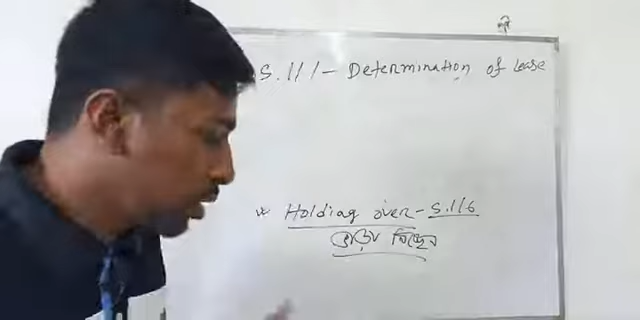 S.111- Determination of Lease
* Holding over - S.116